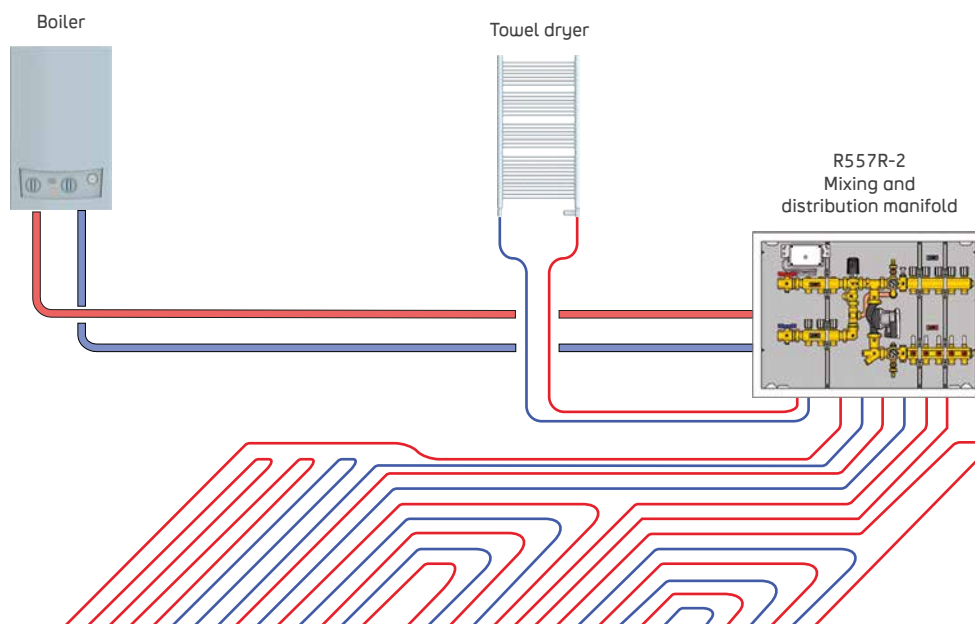 Boiler
Towel dryer
R557R-2
Mixing and
distribution manifold